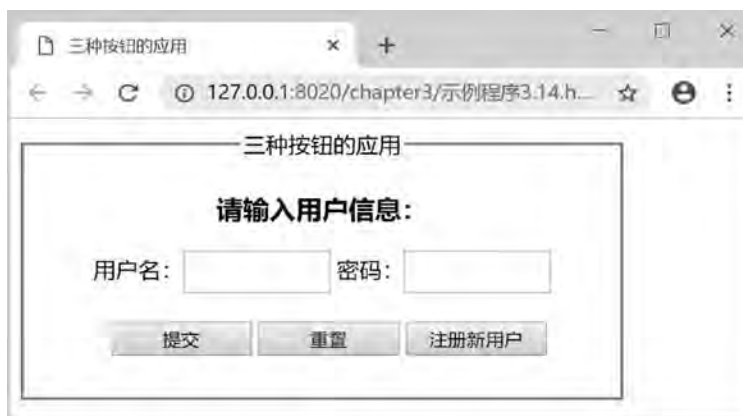 三种按钮的应用
127.0.0.1:8020/chapter3/示例程序3.14.h...
三种按钮的应用
请输入用户信息：
用户名： 密码：
提交 重置 注册新用户